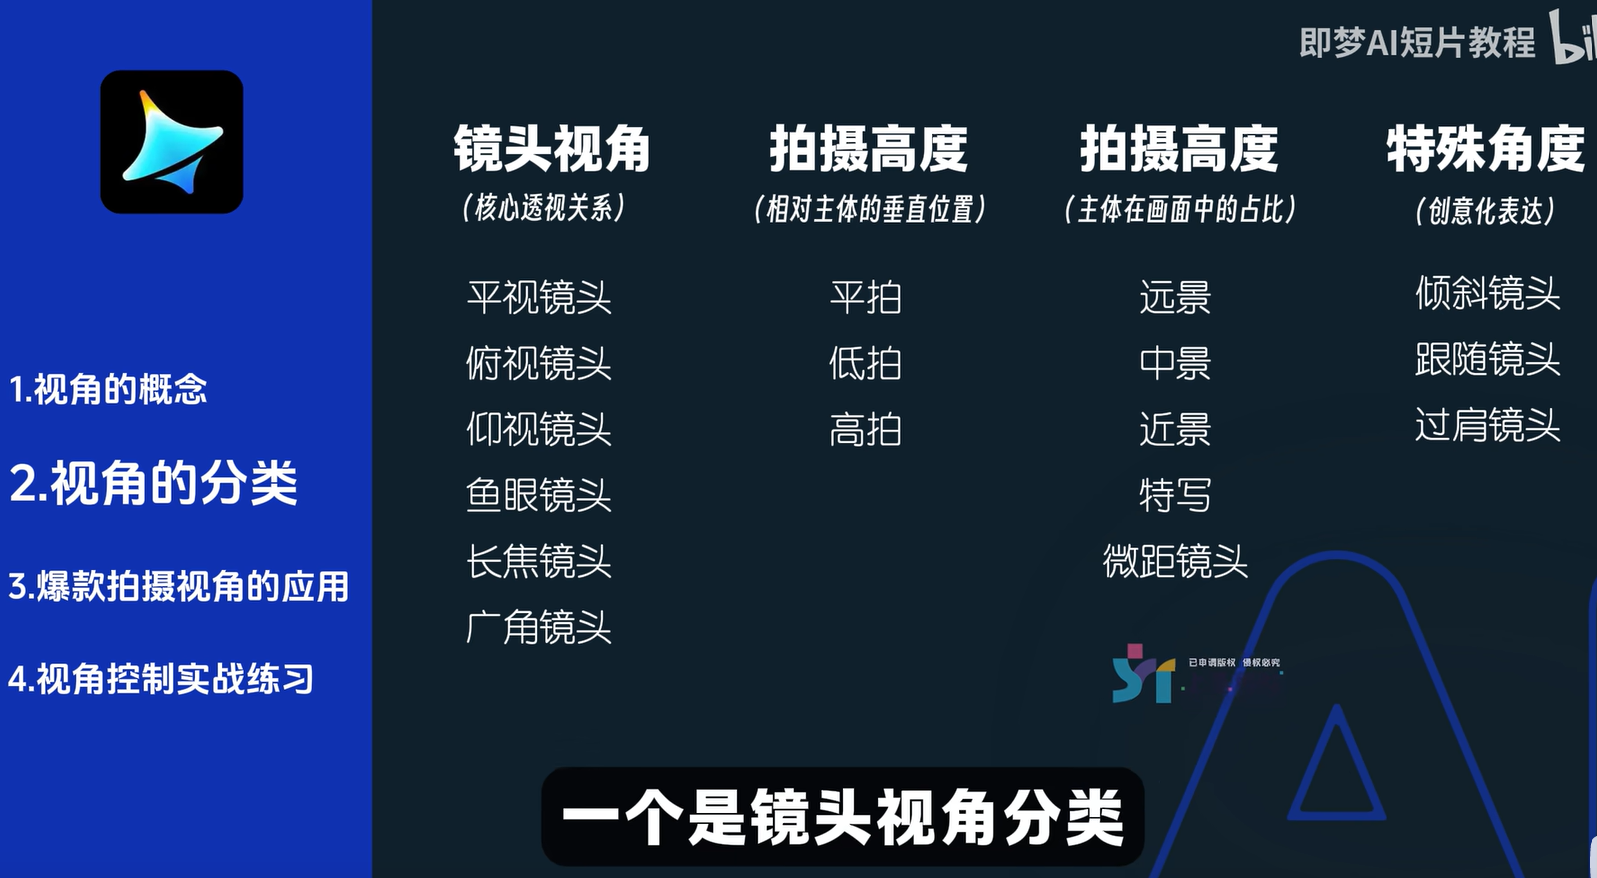 即梦AI短片教程
1.视角的概念
2.视角的分类
3.爆款拍摄视角的应用
4.视角控制实战练习
镜头视角
（核心透视关系）
平视镜头
俯视镜头
仰视镜头
鱼眼镜头
长焦镜头
广角镜头
拍摄高度
（相对主体的垂直位置）
平拍
低拍
高拍
拍摄高度
（主体在画面中的占比）
远景
中景
近景
特写
微距镜头
特殊角度
（创意化表达）
倾斜镜头
跟随镜头
过肩镜头
已申请版权 侵权必究
一个是镜头视角分类